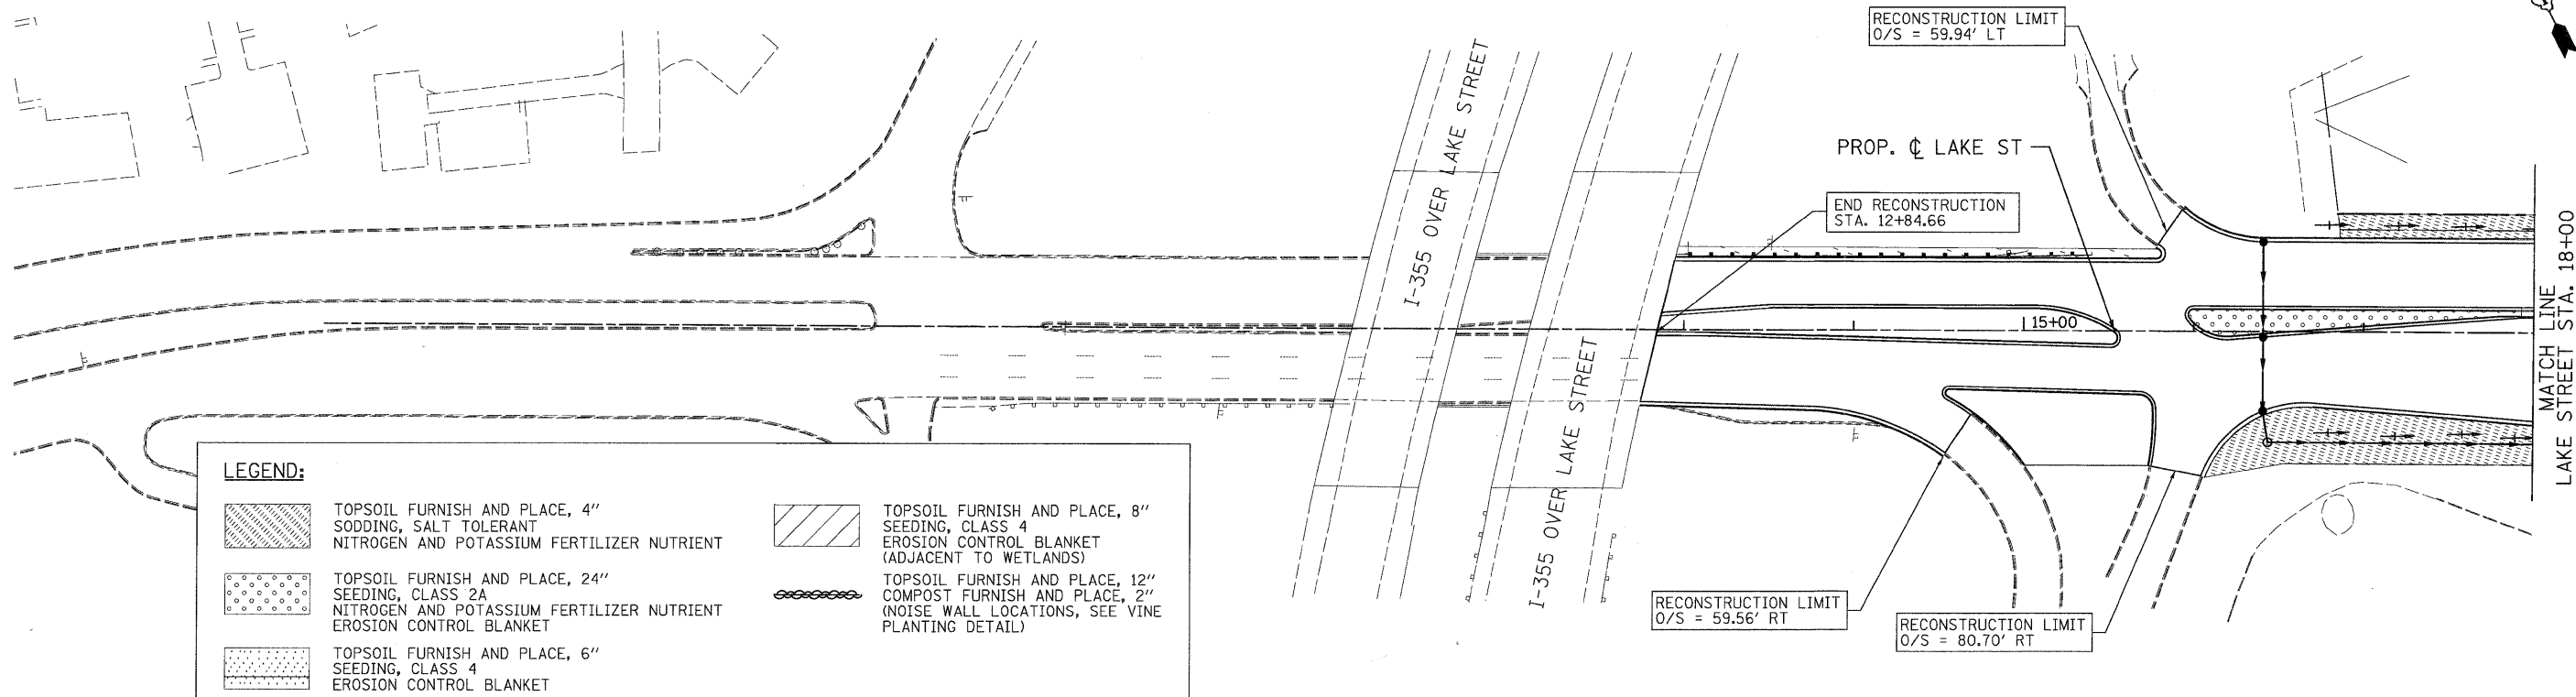 RECONSTRUCTION LIMIT
O/S = 59.94' LT
PROP. ℄ LAKE ST
END RECONSTRUCTION
STA. 12+84.66
I-355 OVER LAKE STREET
I-355 OVER LAKE STREET
15+00
MATCH LINE
LAKE STREET STA. 18+00
RECONSTRUCTION LIMIT
O/S = 59.56' RT
RECONSTRUCTION LIMIT
O/S = 80.70' RT
LEGEND:
TOPSOIL FURNISH AND PLACE, 4"
SODDING, SALT TOLERANT
NITROGEN AND POTASSIUM FERTILIZER NUTRIENT
TOPSOIL FURNISH AND PLACE, 24"
SEEDING, CLASS 2A
NITROGEN AND POTASSIUM FERTILIZER NUTRIENT
EROSION CONTROL BLANKET
TOPSOIL FURNISH AND PLACE, 6"
SEEDING, CLASS 4
EROSION CONTROL BLANKET
TOPSOIL FURNISH AND PLACE, 8"
SEEDING, CLASS 4
EROSION CONTROL BLANKET
(ADJACENT TO WETLANDS)
TOPSOIL FURNISH AND PLACE, 12"
COMPOST FURNISH AND PLACE, 2"
(NOISE WALL LOCATIONS, SEE VINE
PLANTING DETAIL)